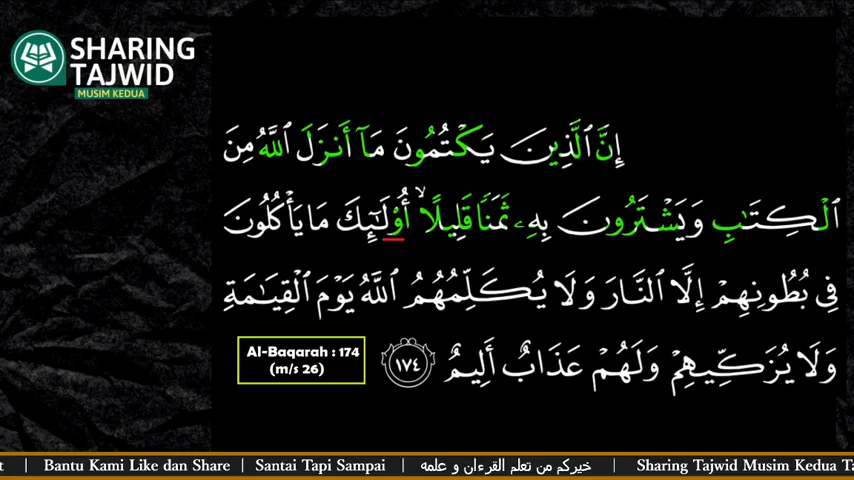 SHARING
TAJWID
MUSIM KEDUA
إِنَّ ٱلَّذِينَ يَكْتُمُونَ مَآ أَنزَلَ ٱللَّهُ مِنَ
ٱلْكِتَـٰبِ وَيَشْتَرُونَ بِهِۦ ثَمَنًا قَلِيلًا ۙ أُو۟لَـٰٓئِكَ مَا يَأْكُلُونَ
فِى بُطُونِهِمْ إِلَّا ٱلنَّارَ وَلَا يُكَلِّمُهُمُ ٱللَّهُ يَوْمَ ٱلْقِيَـٰمَةِ
وَلَا يُزَكِّيهِمْ وَلَهُمْ عَذَابٌ أَلِيمٌ ١٧٤
Al-Baqarah : 174
(m/s 26)
t | Bantu Kami Like dan Share | Santai Tapi Sampai | خيركم من تعلم القرءان و علمه | Sharing Tajwid Musim Kedua Ta